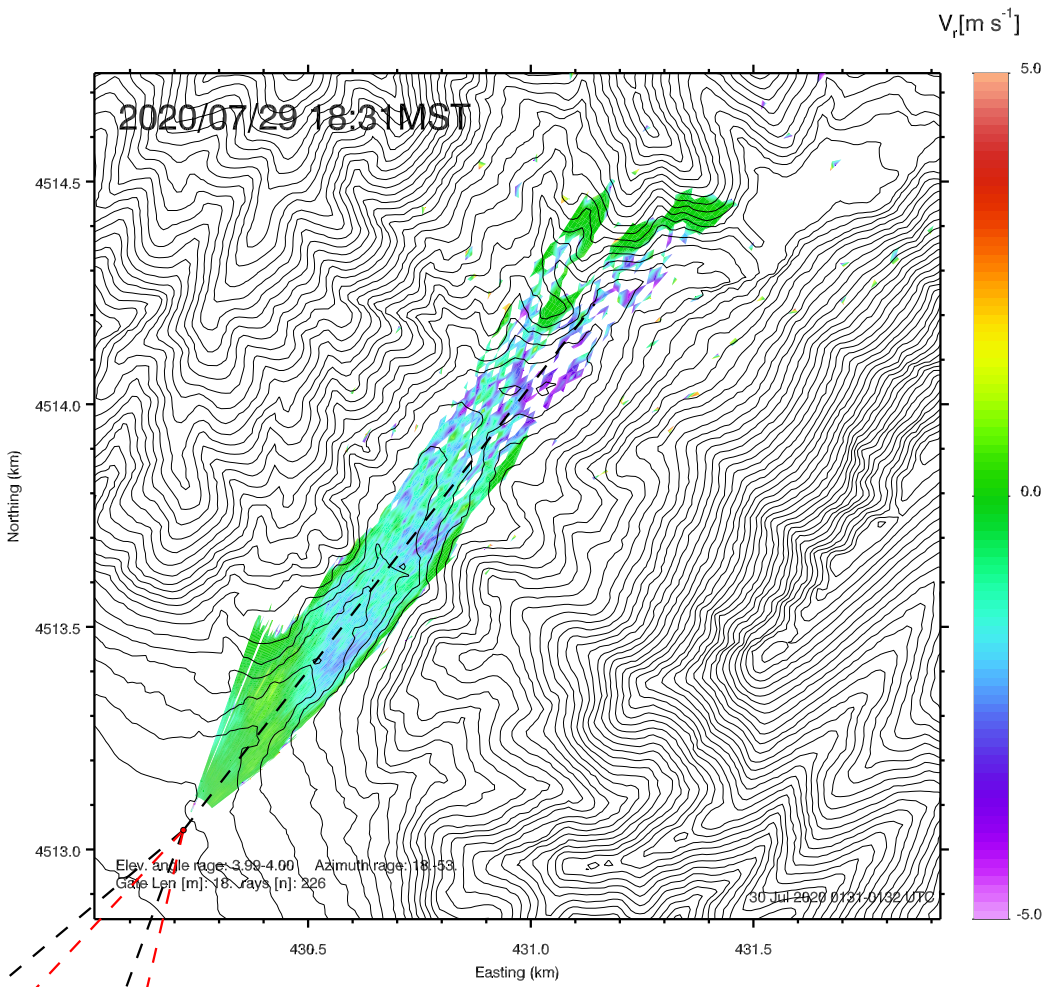 Vr[m s-1]
5.0
2020/07/29 18:31MST
4514.5
4514.0
0.0
Northing (km)
4513.5
4513.0
Elev. angle rage: 3.99-4.00 Azimuth rage: 18.-53.
Gate Len [m]: 18. rays [n]: 226
30 Jul 2020 0131-0132 UTC
-5.0
430.5
431.0
431.5
Easting (km)